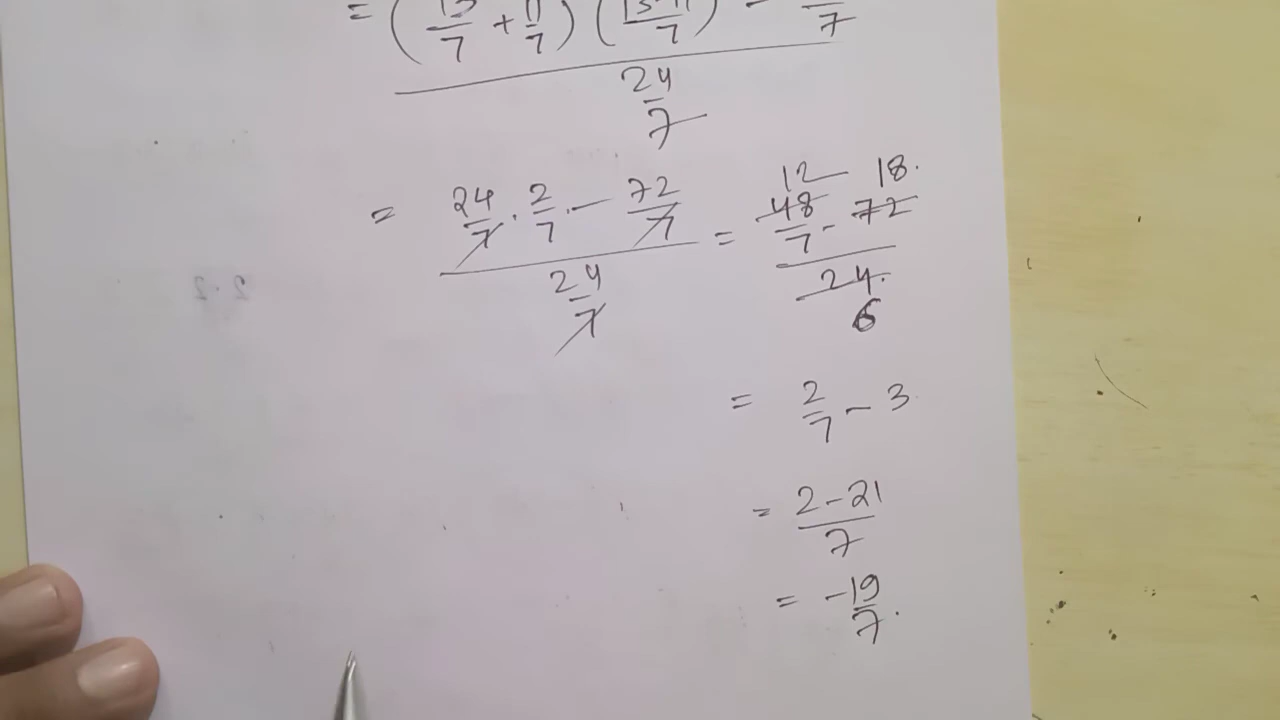 = (13/7 + 11/7) (13-11/7) - /7
24/7
= 24/7 · 2/7 · - 72/7 = 12 - 18.
48/7 - 72
24/7 24.
6
= 2/7 - 3
= 2-21/7
= -19/7.